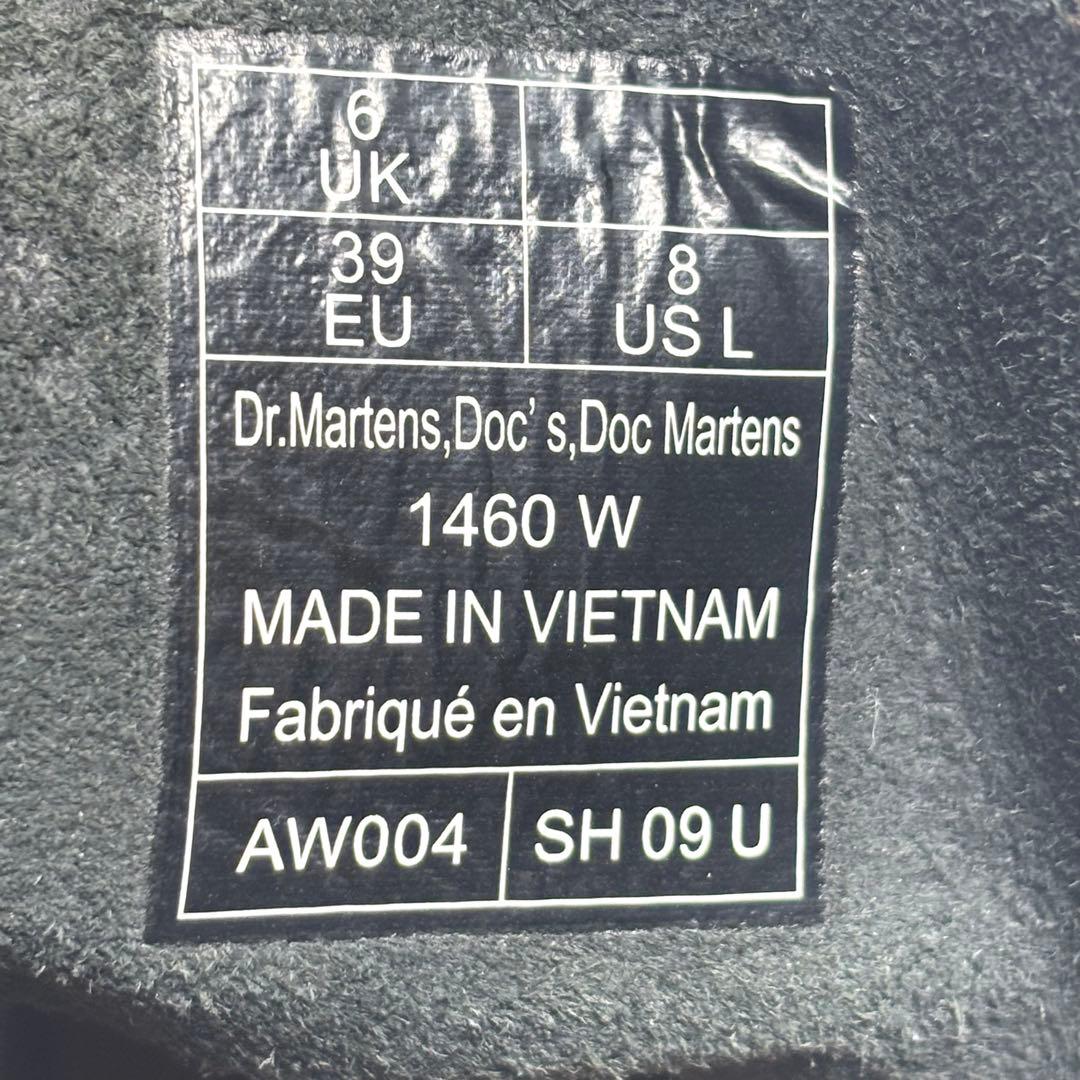 6
UK
39
EU
8
US L
Dr.Martens,Doc’ s,Doc Martens
1460 W
MADE IN VIETNAM
Fabriqué en Vietnam
AW004
SH 09 U